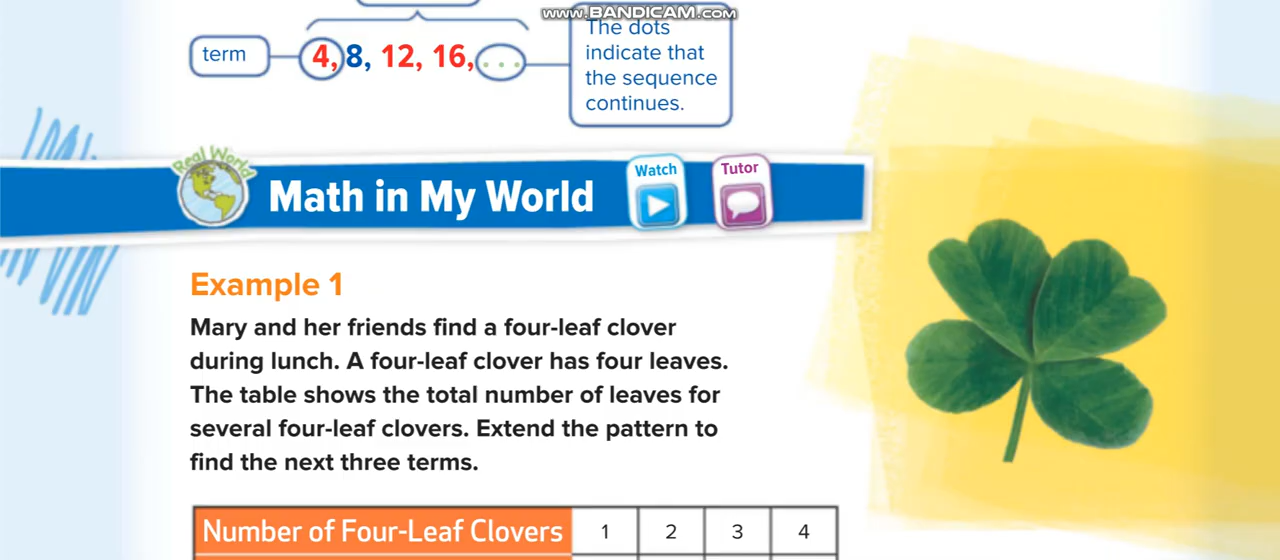 www.BANDICAM.com
term
4, 8, 12, 16, ...
The dots
indicate that
the sequence
continues.
Real World
Math in My World
Watch
Tutor
Example 1
Mary and her friends find a four-leaf clover
during lunch. A four-leaf clover has four leaves.
The table shows the total number of leaves for
several four-leaf clovers. Extend the pattern to
find the next three terms.
Number of Four-Leaf Clovers 1 2 3 4